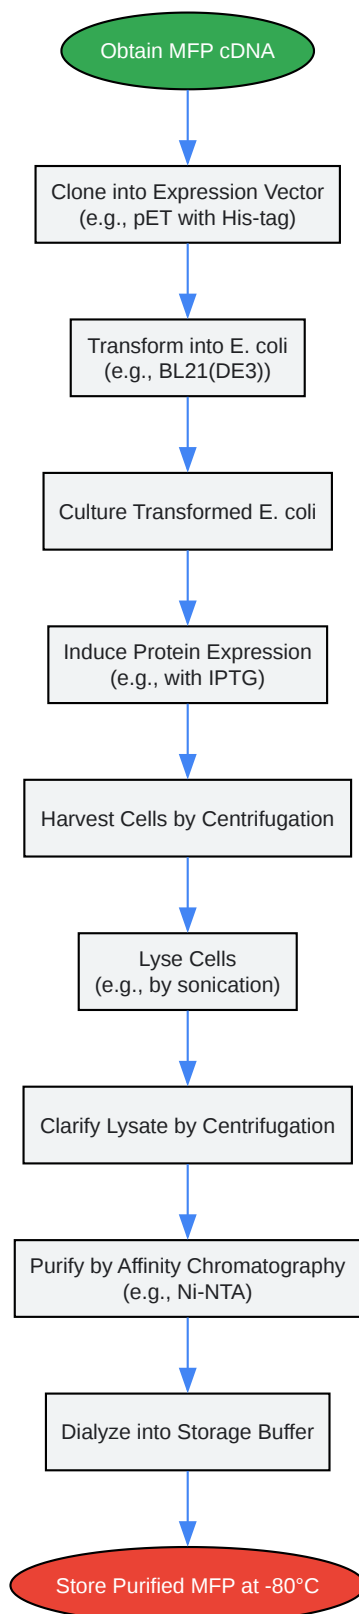 Obtain MFP cDNA
Clone into Expression Vector
(e.g., pET with His-tag)
Transform into E. coli
(e.g., BL21(DE3))
Culture Transformed E. coli
Induce Protein Expression
(e.g., with IPTG)
Harvest Cells by Centrifugation
Lyse Cells
(e.g., by sonication)
Clarify Lysate by Centrifugation
Purify by Affinity Chromatography
(e.g., Ni-NTA)
Dialyze into Storage Buffer
Store Purified MFP at -80°C